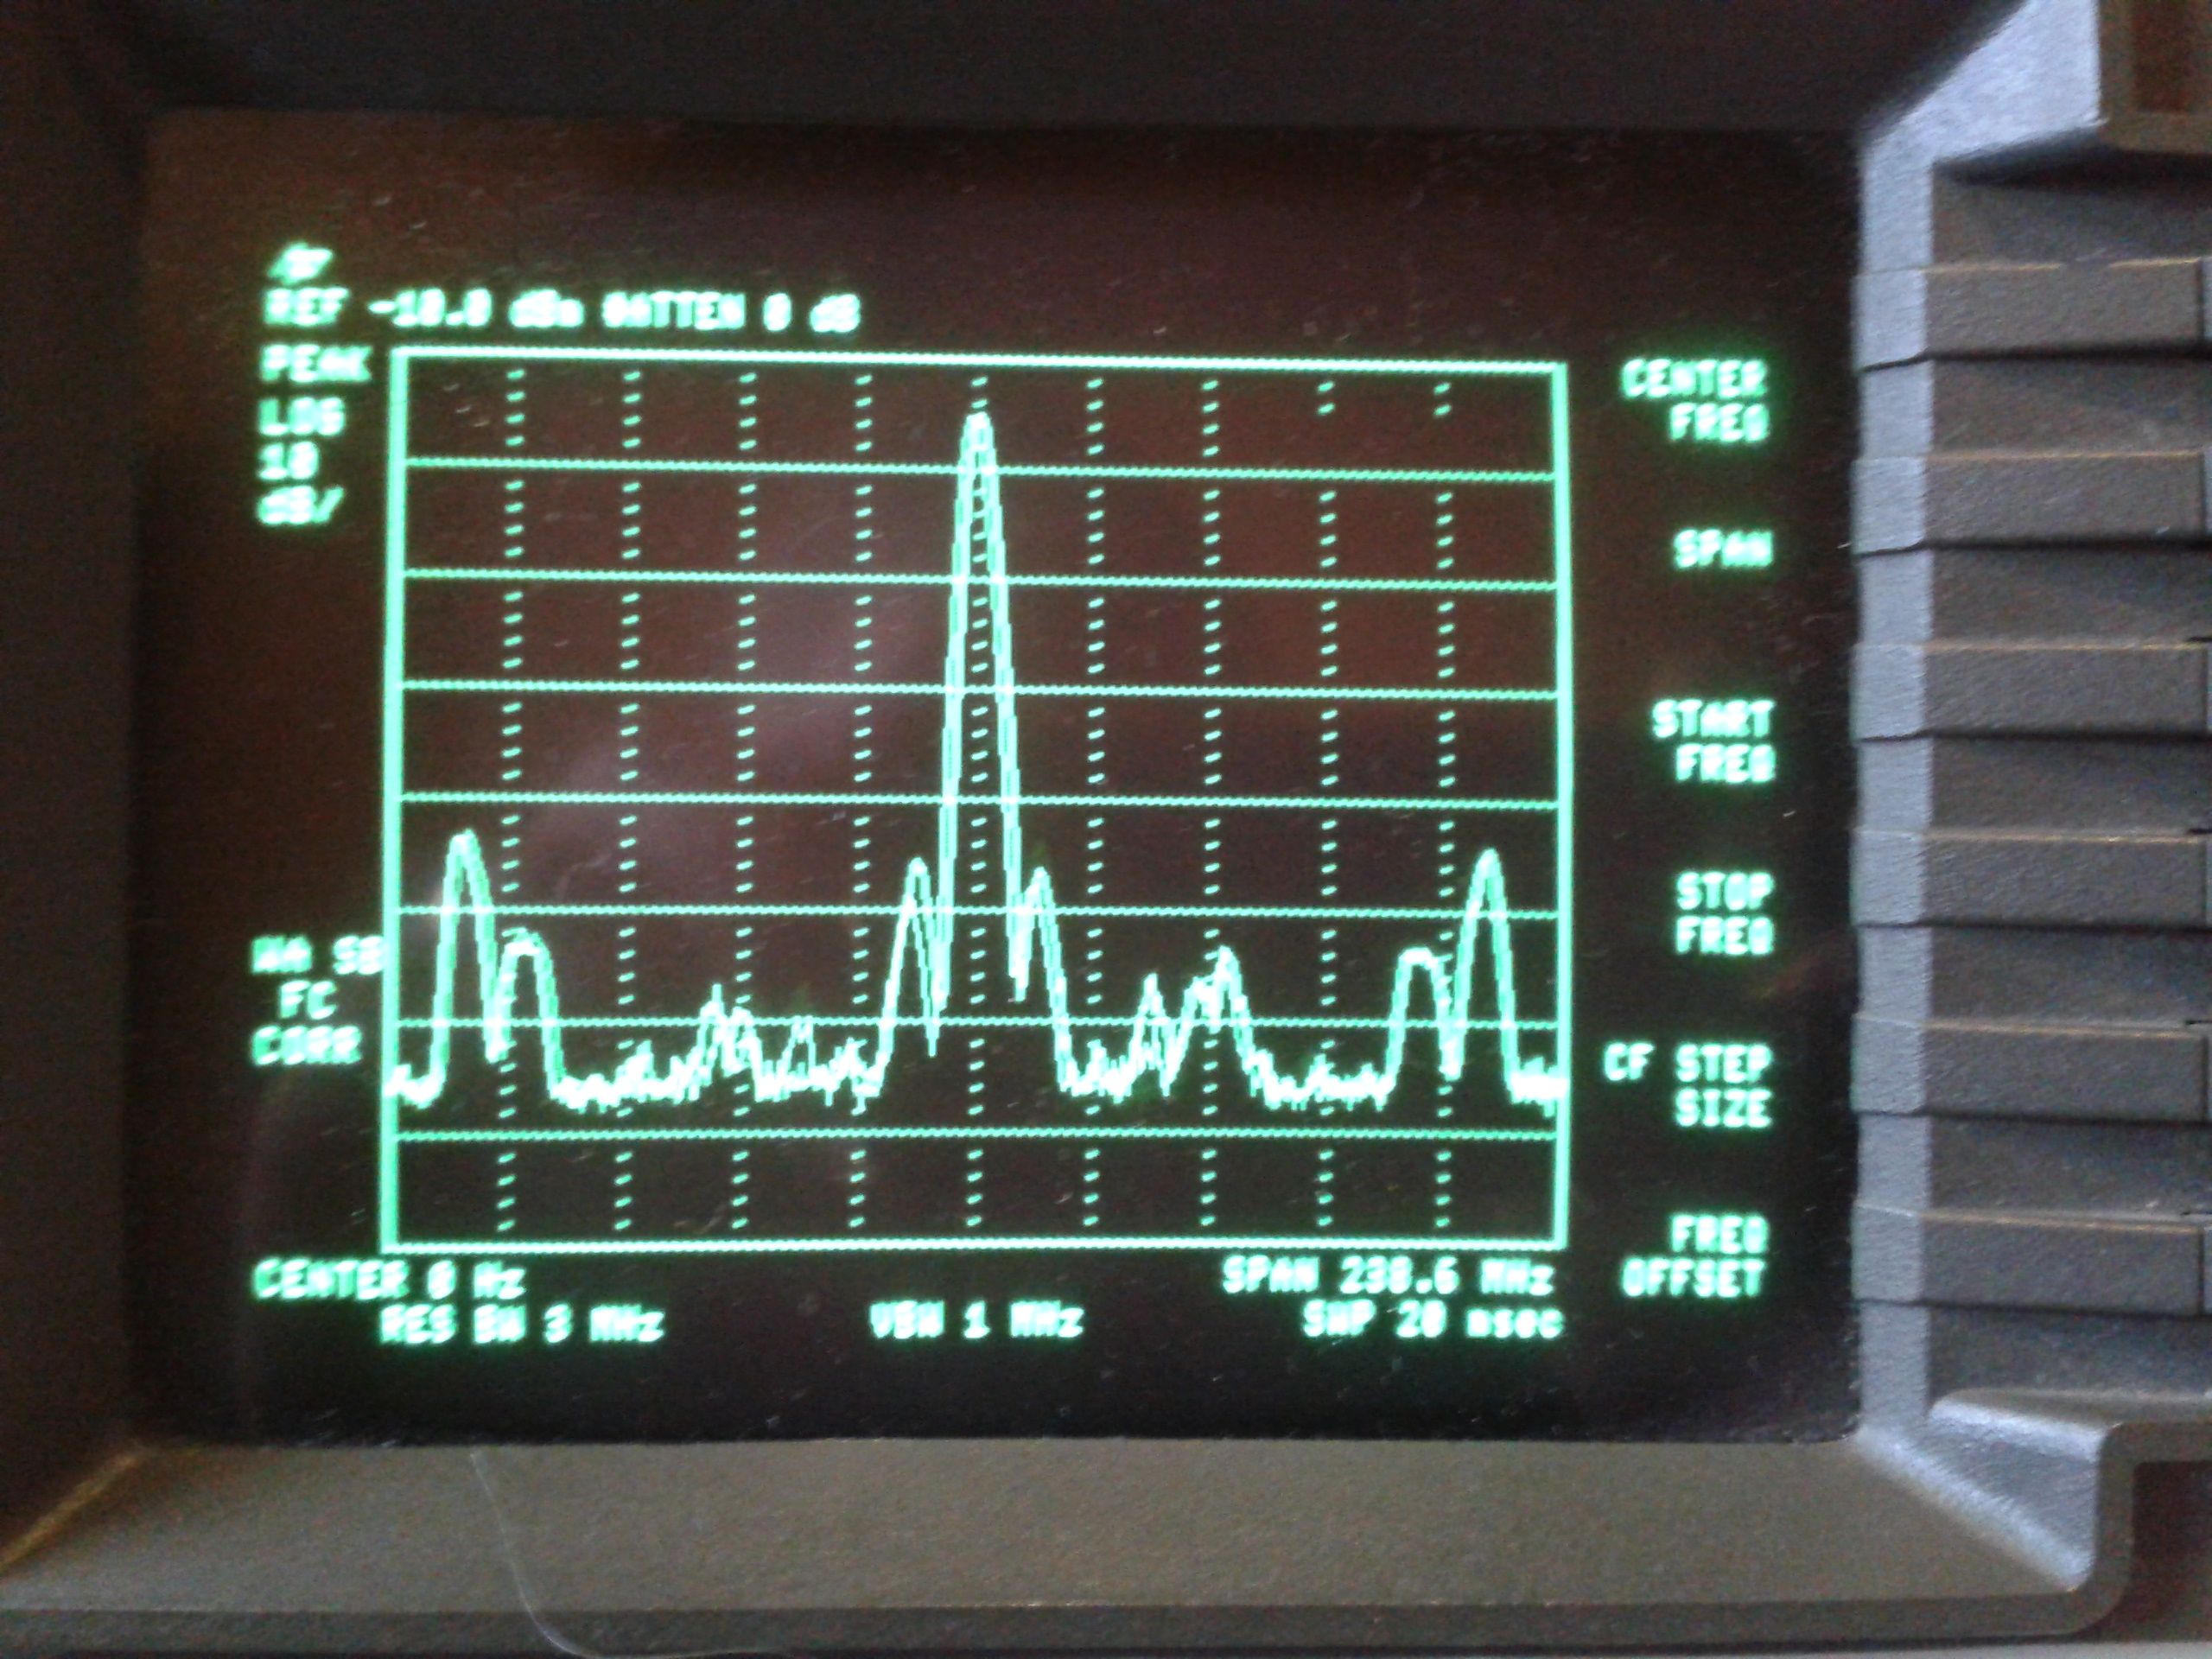 REF -10.0 dBm ATTEN 0 dB
PEAK
LOG
10
dB/
WA SB
FC
CORR
CENTER 0 Hz
RES BW 3 MHz
VBW 1 MHz
SPAN 238.6 MHz
SWP 20 msec
CENTER
FREQ
SPAN
START
FREQ
STOP
FREQ
CF STEP
SIZE
FREQ
OFFSET